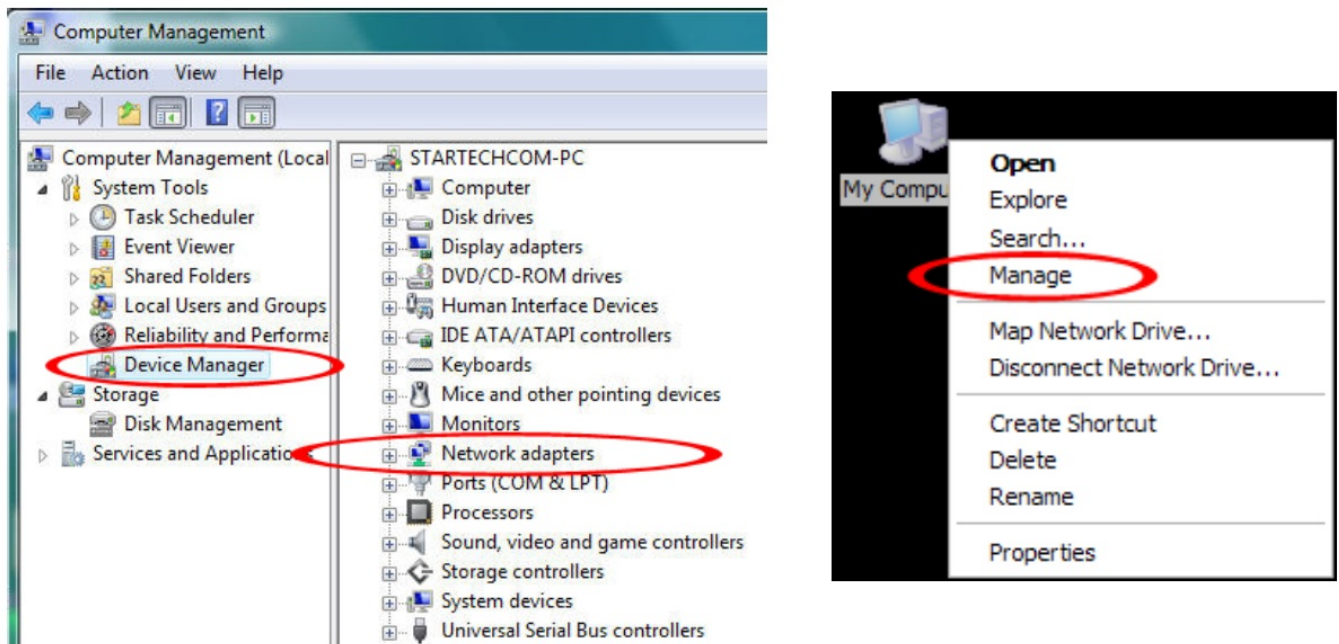 Computer Management
File Action View Help
Computer Management (Local
System Tools
Task Scheduler
Event Viewer
Shared Folders
Local Users and Groups
Reliability and Performa
Device Manager
Storage
Disk Management
Services and Application
STARTECHCOM-PC
Computer
Disk drives
Display adapters
DVD/CD-ROM drives
Human Interface Devices
IDE ATA/ATAPI controllers
Keyboards
Mice and other pointing devices
Monitors
Network adapters
Ports (COM & LPT)
Processors
Sound, video and game controllers
Storage controllers
System devices
Universal Serial Bus controllers
My Compu
Open
Explore
Search...
Manage
Map Network Drive...
Disconnect Network Drive...
Create Shortcut
Delete
Rename
Properties